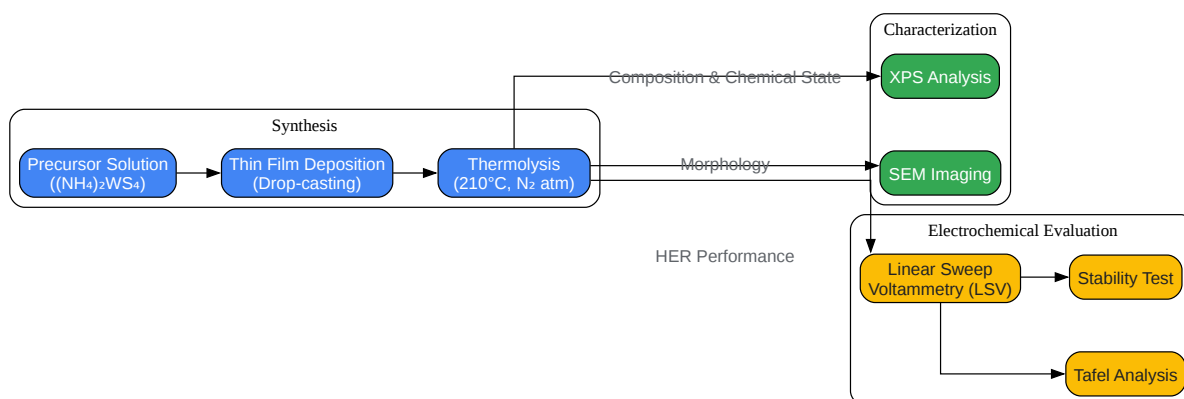 Characterization
XPS Analysis
Composition & Chemical State
Synthesis
Precursor Solution
((NH₄)₂WS₄)
Thin Film Deposition
(Drop-casting)
Thermolysis
(210°C, N₂ atm)
Morphology
SEM Imaging
Electrochemical Evaluation
HER Performance
Linear Sweep
Voltammetry (LSV)
Stability Test
Tafel Analysis